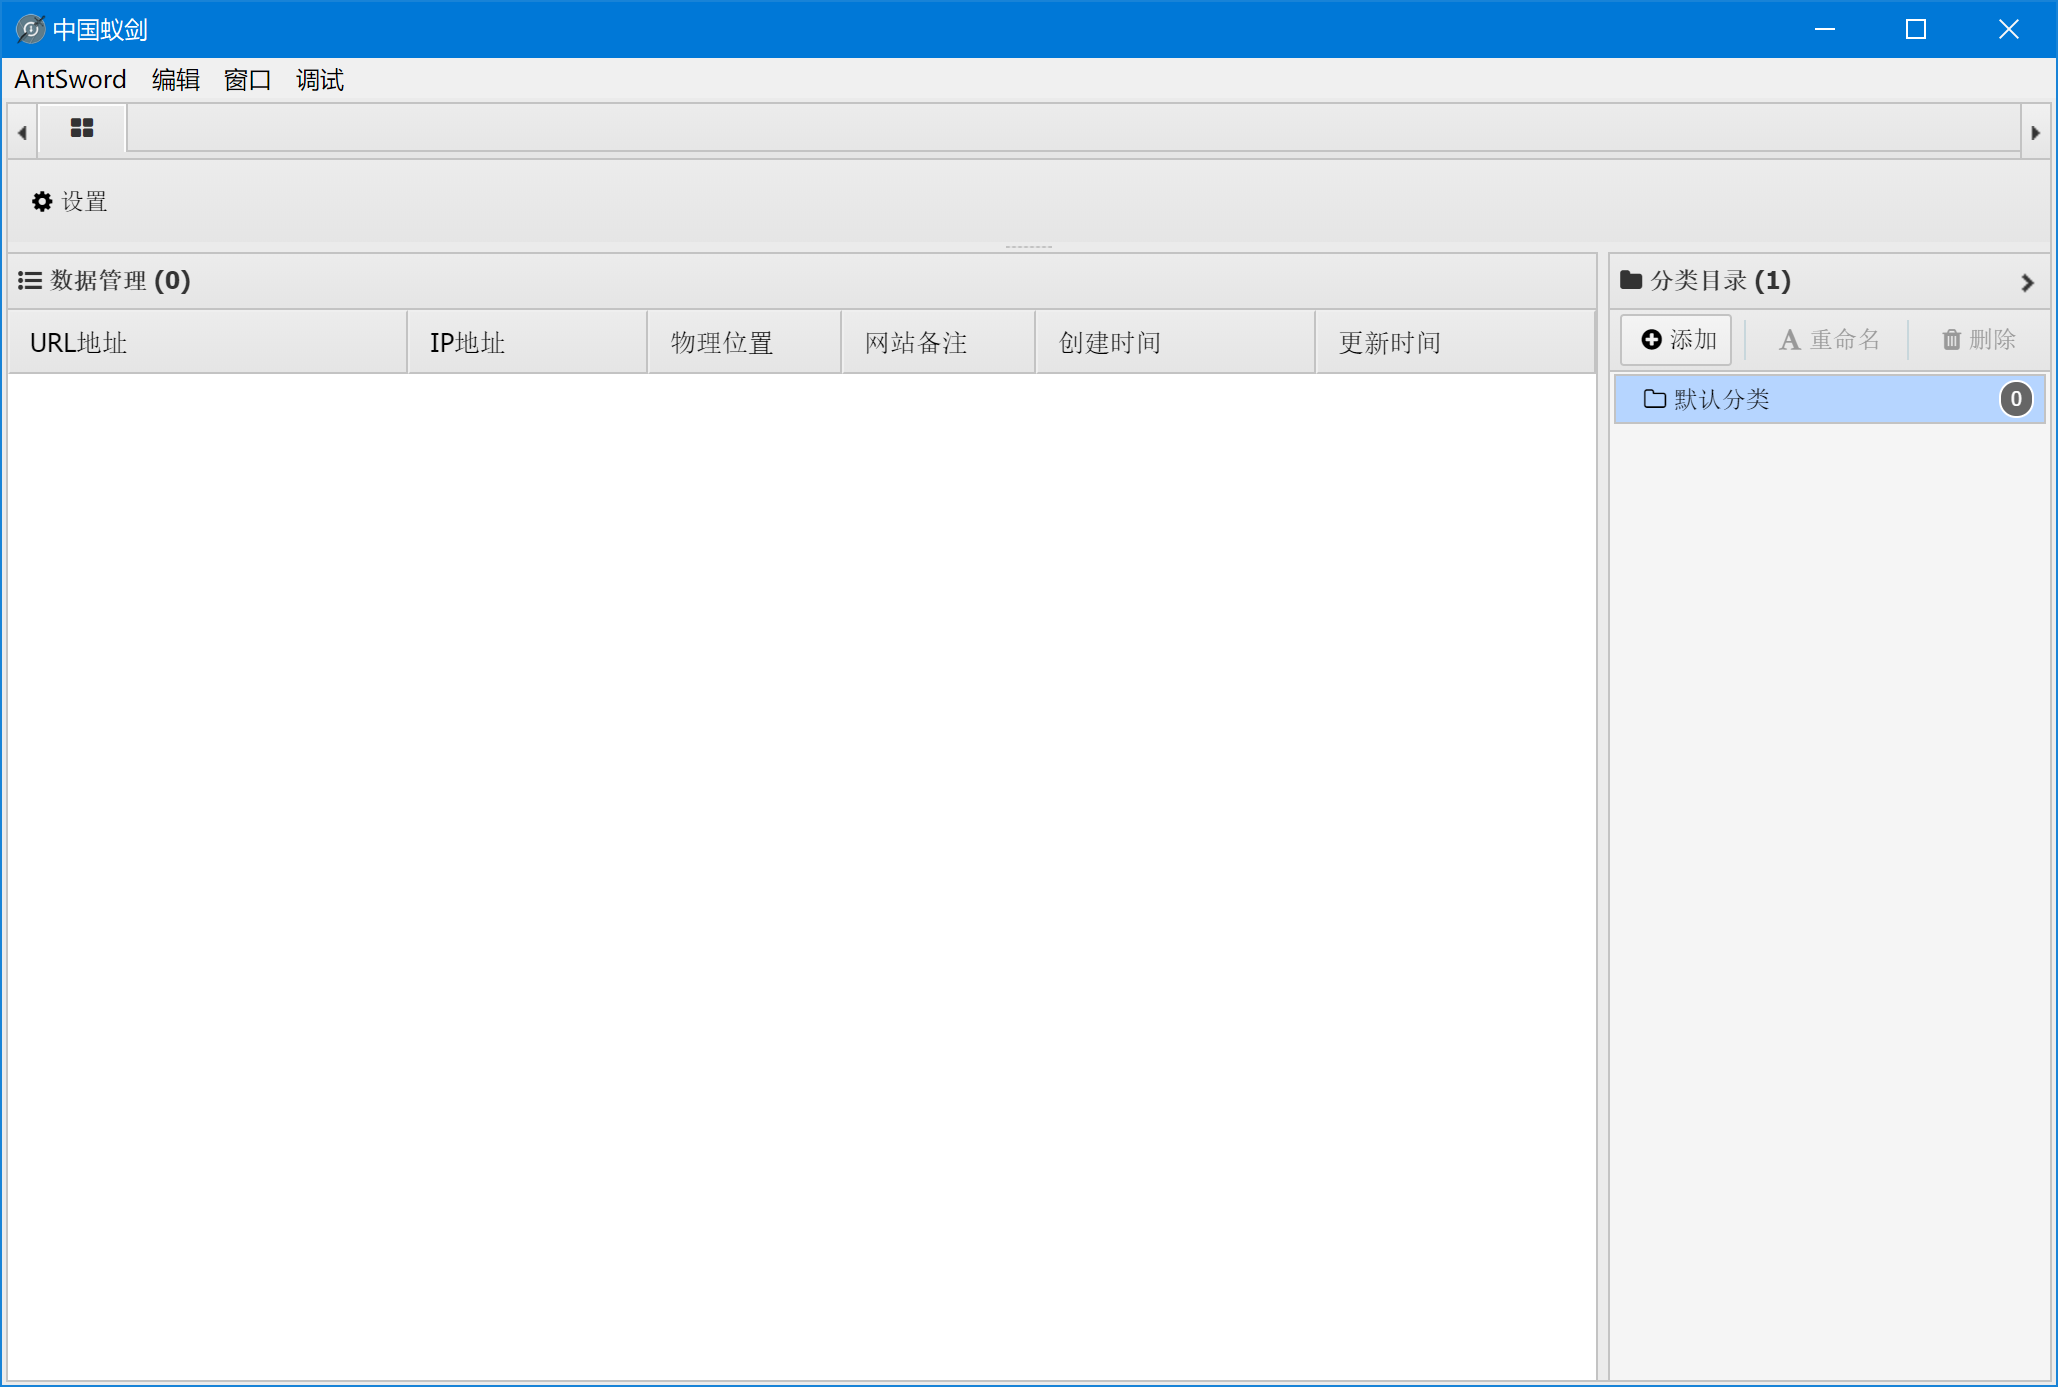 中国蚁剑
AntSword 编辑 窗口 调试
设置
数据管理 (0)
URL地址 IP地址 物理位置 网站备注 创建时间 更新时间
分类目录 (1)
添加 A 重命名 删除
默认分类 0